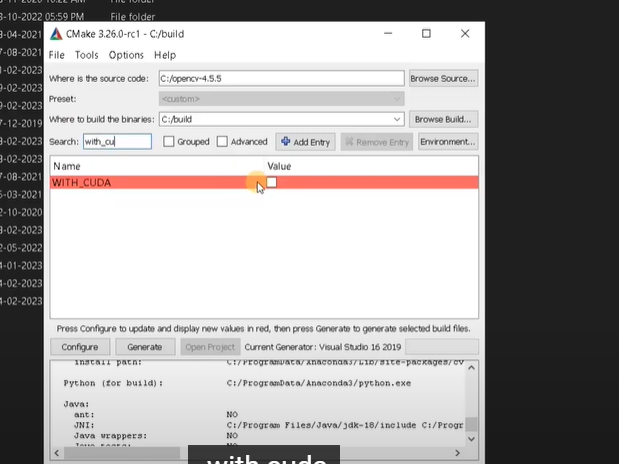 3-10-2022 05:59 PM File folder
3-04-2021
7-08-2021
1-02-2023
9-02-2023
9-02-2023
7-12-2019
3-02-2023
3-02-2023
7-08-2021
5-03-2021
2-10-2020
3-02-2023
2-05-2022
4-01-2023
4-02-2023
4-02-2023
CMake 3.26.0-rc1 - C:/build
File Tools Options Help
Where is the source code: C:/opencv-4.5.5 Browse Source...
Preset: <custom>
Where to build the binaries: C:/build Browse Build...
Search: with_cu Grouped Advanced Add Entry Remove Entry Environment...
Name Value
WITH_CUDA
Press Configure to update and display new values in red, then press Generate to generate selected build files.
Configure Generate Open Project Current Generator: Visual Studio 16 2019
install path: C:/ProgramData/Anaconda3/Lib/site-packages/cv
Python (for build): C:/ProgramData/Anaconda3/python.exe
Java:
ant: NO
JNI: C:/Program Files/Java/jdk-18/include C:/Progr
Java wrappers: NO
Java tests: NO
with cuda